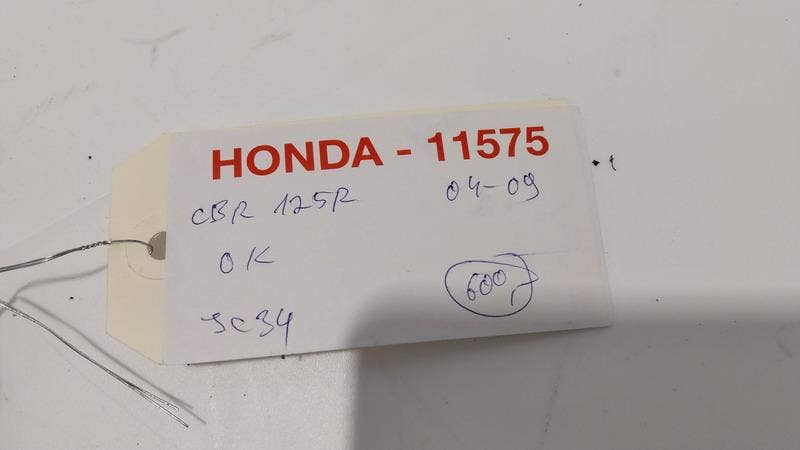 HONDA - 11575
CBR 125R 04-09
OK
600,-
JC34